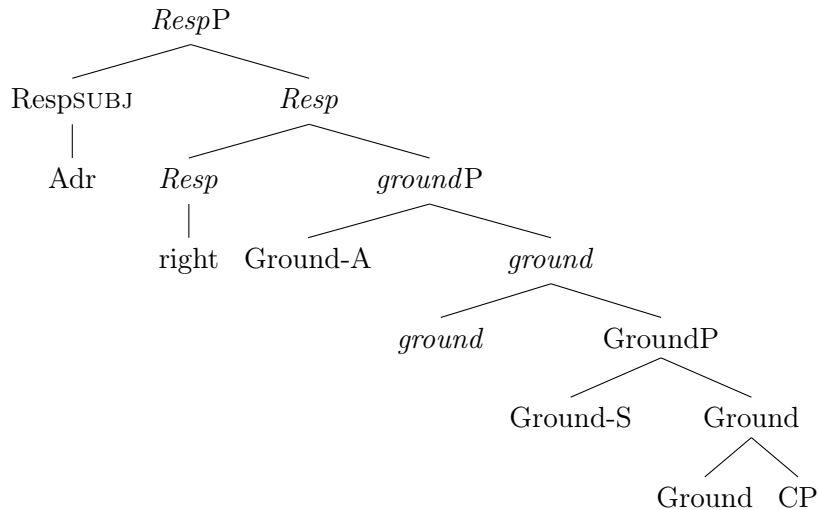 RespP
RespSUBJ Resp
Adr Resp groundP
right Ground-A ground
ground GroundP
Ground-S Ground
Ground CP